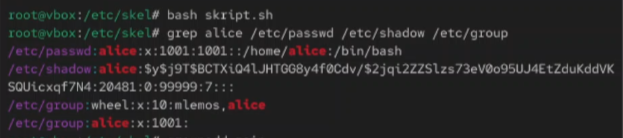 root@vbox:/etc/skel# bash skript.sh
root@vbox:/etc/skel# grep alice /etc/passwd /etc/shadow /etc/group
/etc/passwd:alice:x:1001:1001::/home/alice:/bin/bash
/etc/shadow:alice:$y$j9T$BCTXiQ4lJHTGG8y4f0Cdv/$2jqi2ZZSlzs73eV0o95UJ4EtZduKddVK
SQUicxqf7N4:20481:0:99999:7:::
/etc/group:wheel:x:10:mlemos,alice
/etc/group:alice:x:1001: